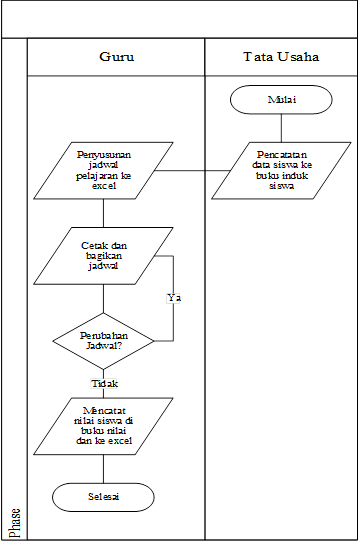 Guru
Tata Usaha
Mulai
Pencatatan
data siswa ke
buku induk
siswa
Penyusunan
jadwal
pelajaran ke
excel
Cetak dan
bagikan
jadwal
Ya
Perubahan
Jadwal?
Tidak
Mencatat
nilai siswa di
buku nilai
dan ke excel
Selesai
Phase